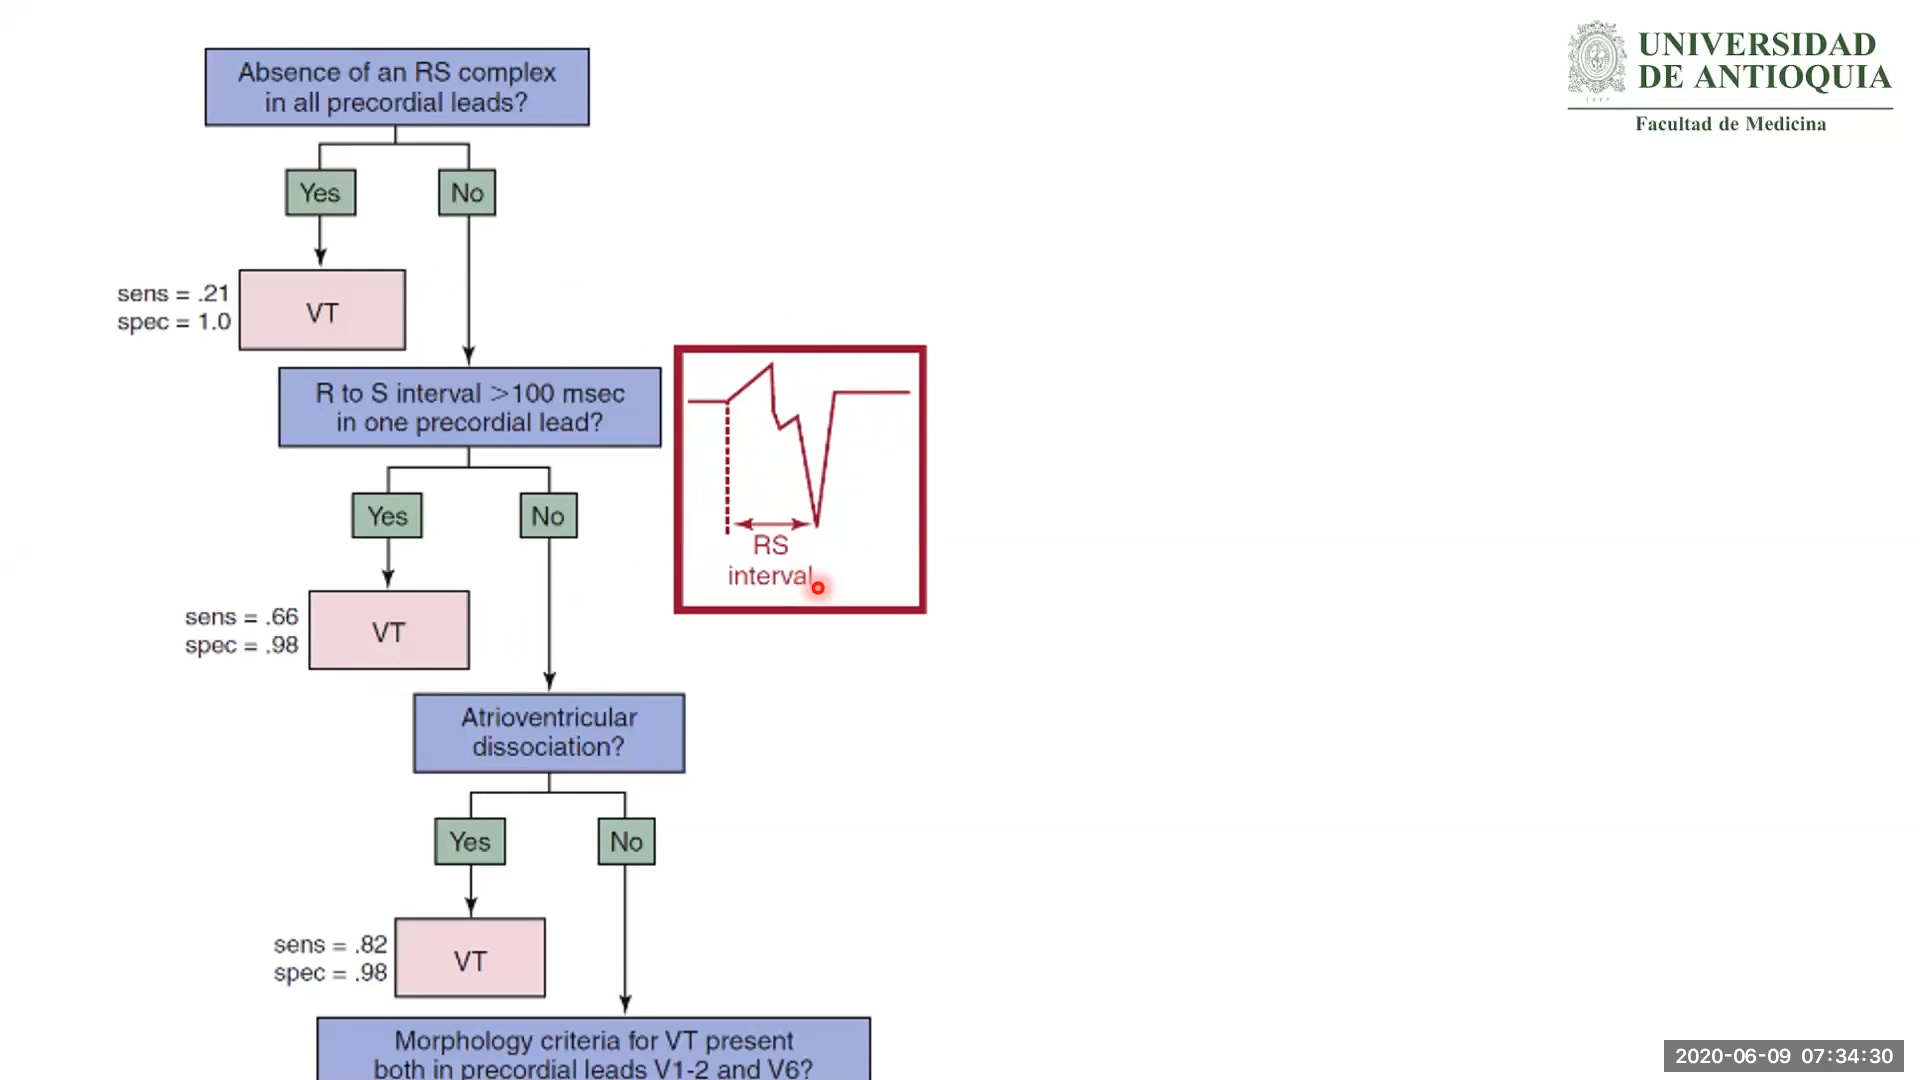 UNIVERSIDAD
DE ANTIOQUIA
1803
Facultad de Medicina
Absence of an RS complex
in all precordial leads?
Yes
No
sens = .21
spec = 1.0
VT
R to S interval >100 msec
in one precordial lead?
Yes
No
RS
interval
sens = .66
spec = .98
VT
Atrioventricular
dissociation?
Yes
No
sens = .82
spec = .98
VT
Morphology criteria for VT present
both in precordial leads V1-2 and V6?
2020-06-09 07:34:30